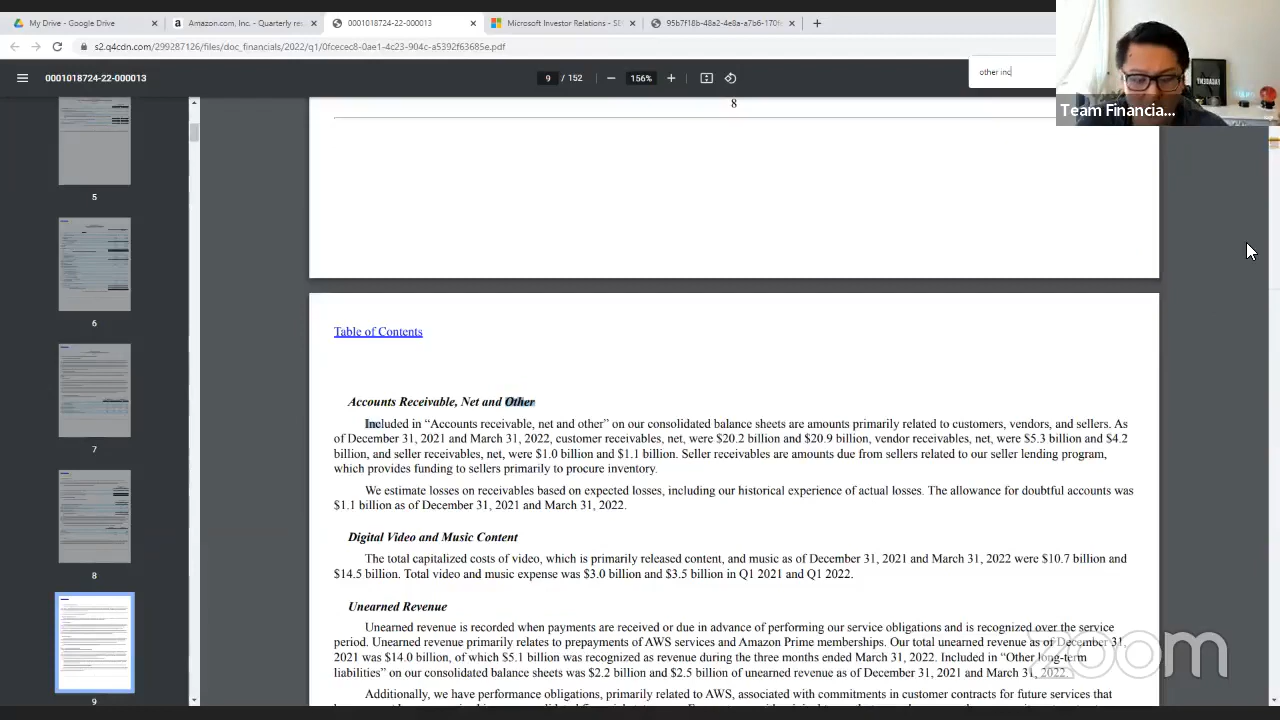 My Drive - Google Drive
Amazon.com, Inc. - Quarterly re
0001018724-22-000013
Microsoft Investor Relations - SE
95b7f18b-48a2-4e8a-a7b6-170f
s2.q4cdn.com/299287126/files/doc_financials/2022/q1/0fcecec8-0ae1-4c23-904c-a5392f63685e.pdf
0001018724-22-000013
9 / 152
156%
other inc
Team Financia...
8
5
6
7
8
9
Table of Contents
Accounts Receivable, Net and Other
Included in “Accounts receivable, net and other” on our consolidated balance sheets are amounts primarily related to customers, vendors, and sellers. As
of December 31, 2021 and March 31, 2022, customer receivables, net, were $20.2 billion and $20.9 billion, vendor receivables, net, were $5.3 billion and $4.2
billion, and seller receivables, net, were $1.0 billion and $1.1 billion. Seller receivables are amounts due from sellers related to our seller lending program,
which provides funding to sellers primarily to procure inventory.
We estimate losses on receivables based on expected losses, including our historical experience of actual losses. The allowance for doubtful accounts was
$1.1 billion as of December 31, 2021 and March 31, 2022.
Digital Video and Music Content
The total capitalized costs of video, which is primarily released content, and music as of December 31, 2021 and March 31, 2022 were $10.7 billion and
$14.5 billion. Total video and music expense was $3.0 billion and $3.5 billion in Q1 2021 and Q1 2022.
Unearned Revenue
Unearned revenue is recorded when payments are received or due in advance of performing our service obligations and is recognized over the service
period. Unearned revenue primarily relates to prepayments of AWS services and Amazon Prime memberships. Our total unearned revenue as of December 31,
2021 was $14.0 billion, of which $5.1 billion was recognized as revenue during the three months ended March 31, 2022. Included in “Other long-term
liabilities” on our consolidated balance sheets was $2.2 billion and $2.5 billion of unearned revenue as of December 31, 2021 and March 31, 2022.
Additionally, we have performance obligations, primarily related to AWS, associated with commitments in customer contracts for future services that
zoom